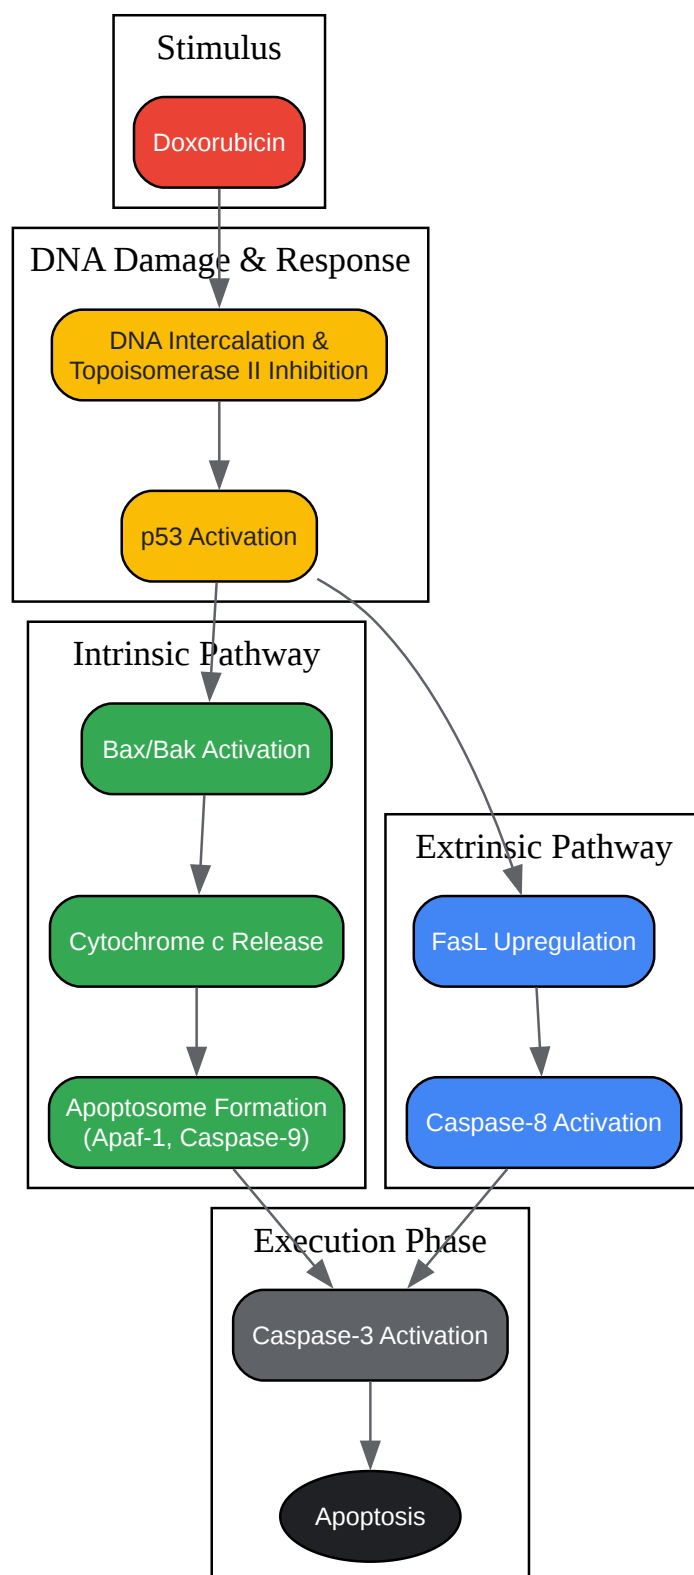 Stimulus
Doxorubicin
DNA Damage & Response
DNA Intercalation &
Topoisomerase II Inhibition
p53 Activation
Intrinsic Pathway
Bax/Bak Activation
Cytochrome c Release
Apoptosome Formation
(Apaf-1, Caspase-9)
Extrinsic Pathway
FasL Upregulation
Caspase-8 Activation
Execution Phase
Caspase-3 Activation
Apoptosis